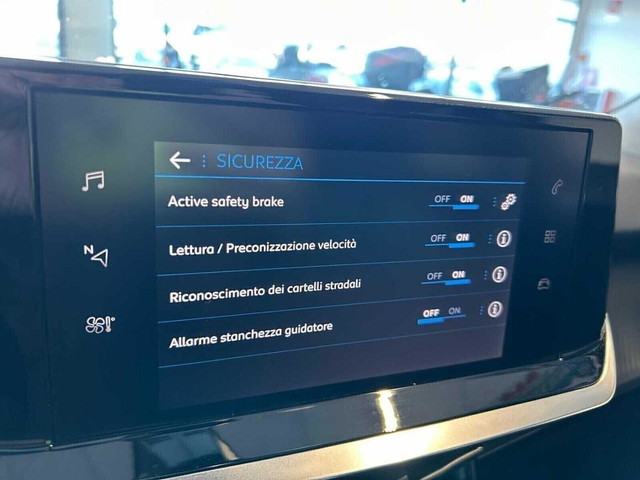 SICUREZZA
Active safety brake OFF ON
Lettura / Preconizzazione velocità OFF ON
Riconoscimento dei cartelli stradali OFF ON
Allarme stanchezza guidatore OFF ON
N